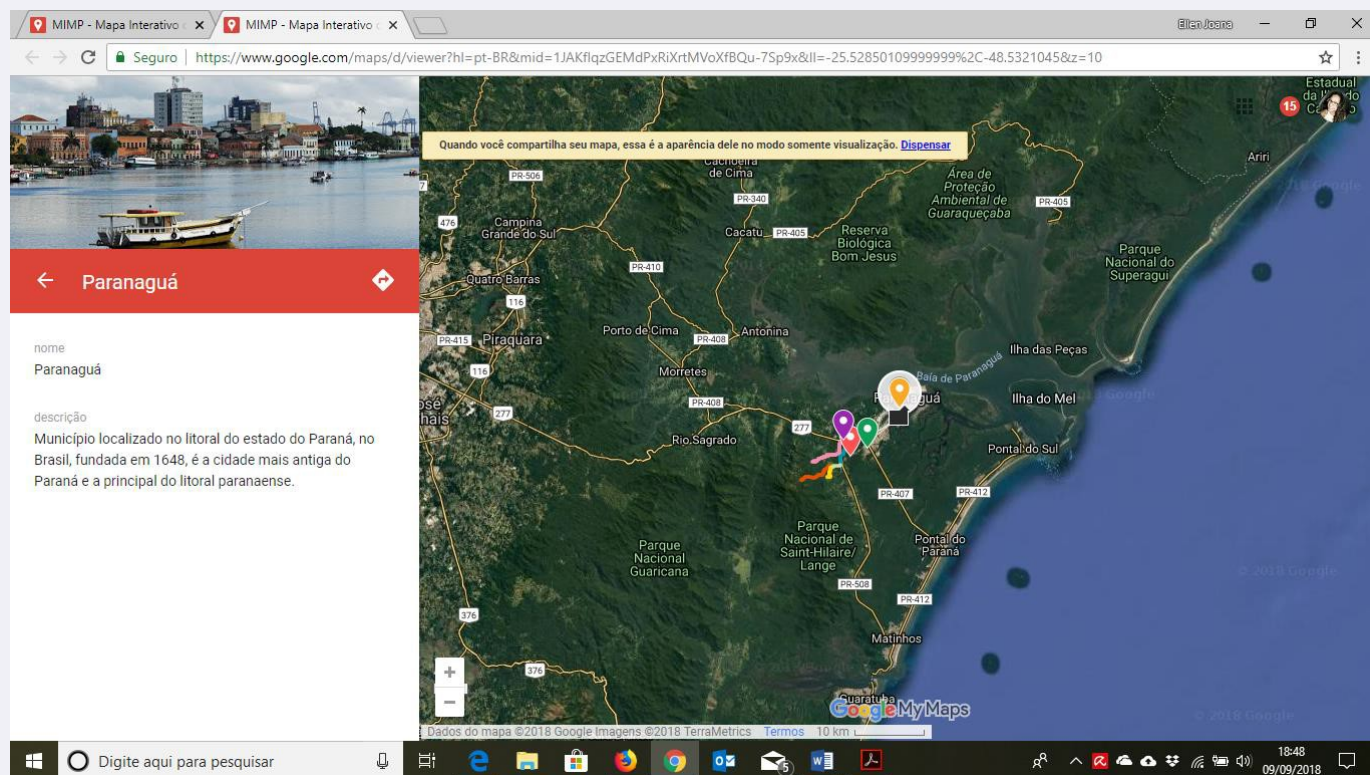 MIMP - Mapa Interativo
MIMP - Mapa Interativo
Ellen Joana
Seguro
https://www.google.com/maps/d/viewer?hl=pt-BR&mid=1JAKflqzGEMdPxRiXrtMVoXfBQu-7Sp9x&ll=-25.52850109999999%2C-48.5321045&z=10
Paranaguá
nome
Paranaguá
descrição
Município localizado no litoral do estado do Paraná, no
Brasil, fundada em 1648, é a cidade mais antiga do
Paraná e a principal do litoral paranaense.
Quando você compartilha seu mapa, essa é a aparência dele no modo somente visualização. Dispensar
15
Estadual
Ariri
Cachoeira
de Cima
PR-506
PR-340
Área de
Proteção
Ambiental de
Guaraqueçaba
PR-405
476
Campina
Grande do Sul
Cacatu
PR-405
Reserva
Biológica
Bom Jesus
Parque
Nacional do
Superagui
PR-410
Quatro Barras
116
PR-415
Piraquara
Porto de Cima
PR-408
Antonina
Ilha das Peças
116
Morretes
Baía de Paranaguá
Ilha do Mel
PR-408
277
277
Rio Sagrado
Pontal do Sul
PR-407
PR-412
Parque
Nacional de
Saint-Hilaire/
Lange
Pontal do
Paraná
Parque
Nacional
Guaricana
PR-508
PR-412
376
Matinhos
376
Guaratuba
Google My Maps
© 2018 Google
Dados do mapa ©2018 Google Imagens ©2018 TerraMetrics
Termos
10 km
Digite aqui para pesquisar
5
18:48
09/09/2018